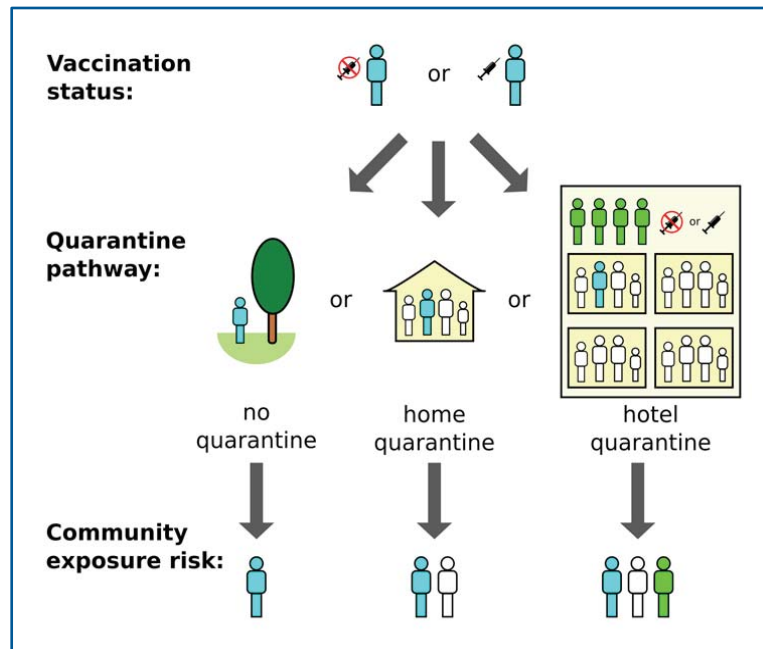 Vaccination
status:
or
or
Quarantine
pathway:
or
or
no
quarantine
home
quarantine
hotel
quarantine
Community
exposure risk: